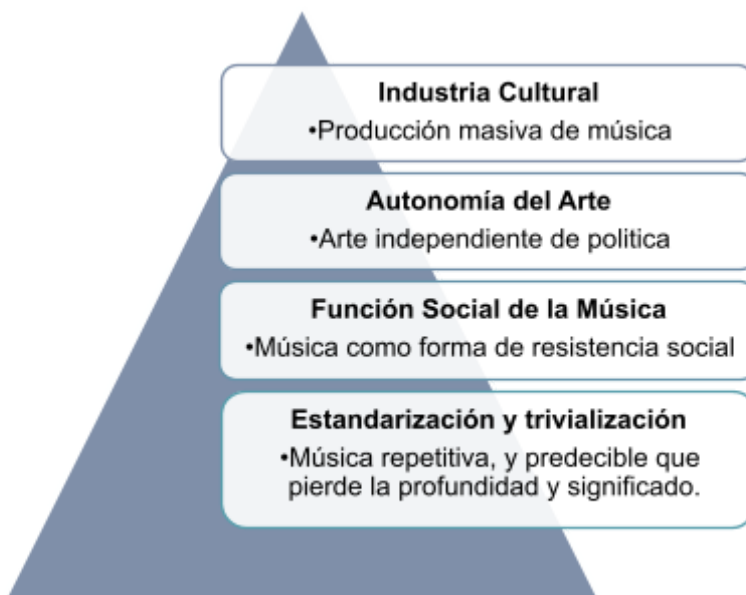 Industria Cultural
•Producción masiva de música
Autonomía del Arte
•Arte independiente de politica
Función Social de la Música
•Música como forma de resistencia social
Estandarización y trivialización
•Música repetitiva, y predecible que
pierde la profundidad y significado.